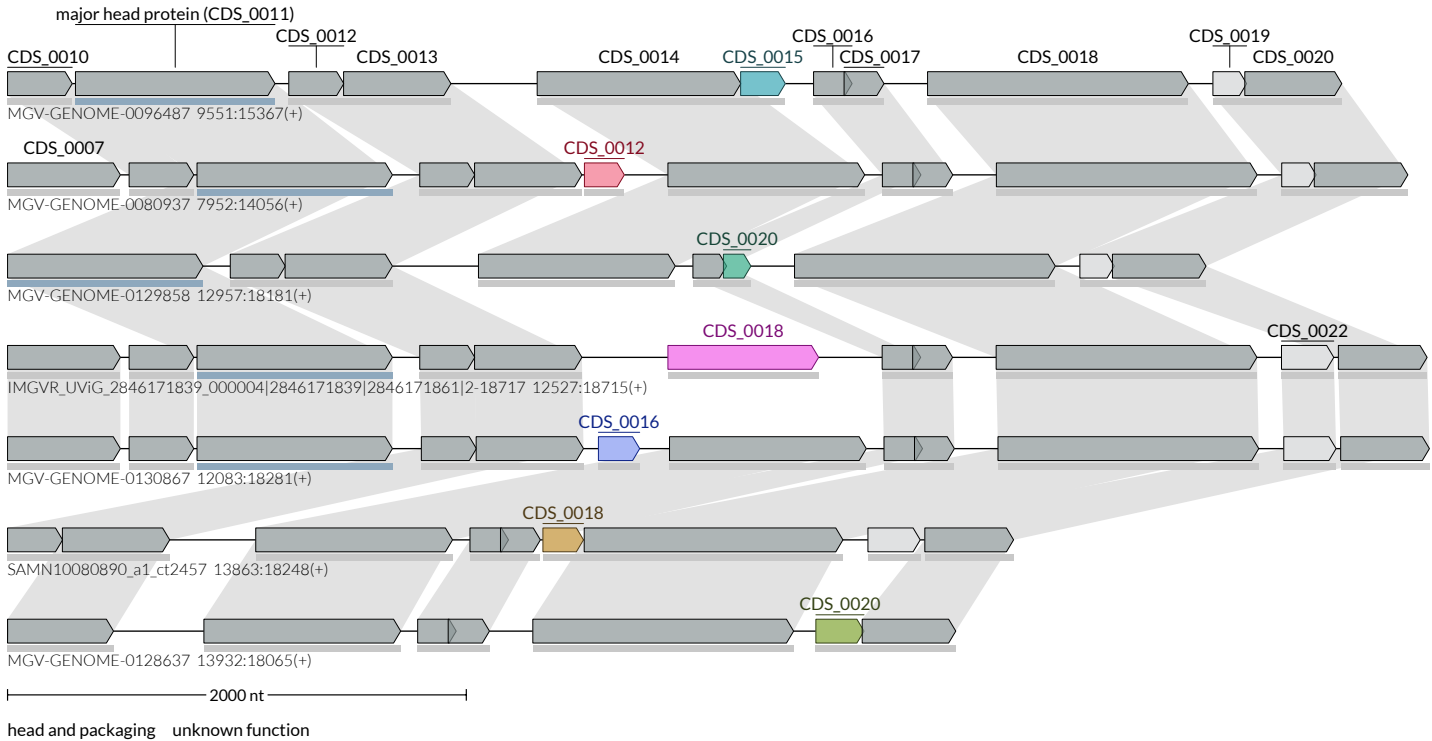 major head protein (CDS_0011)
CDS_0012 CDS_0016 CDS_0019
CDS_0010 CDS_0013 CDS_0014 CDS_0015 CDS_0017 CDS_0018 CDS_0020
MGV-GENOME-0096487 9551:15367(+)
CDS_0007 CDS_0012
MGV-GENOME-0080937 7952:14056(+)
CDS_0020
MGV-GENOME-0129858 12957:18181(+)
CDS_0018 CDS_0022
IMGVR_UViG_2846171839_000004|2846171839|2846171861|2-18717 12527:18715(+)
CDS_0016
MGV-GENOME-0130867 12083:18281(+)
CDS_0018
SAMN10080890_a1_ct2457 13863:18248(+)
CDS_0020
MGV-GENOME-0128637 13932:18065(+)
2000 nt
head and packaging unknown function